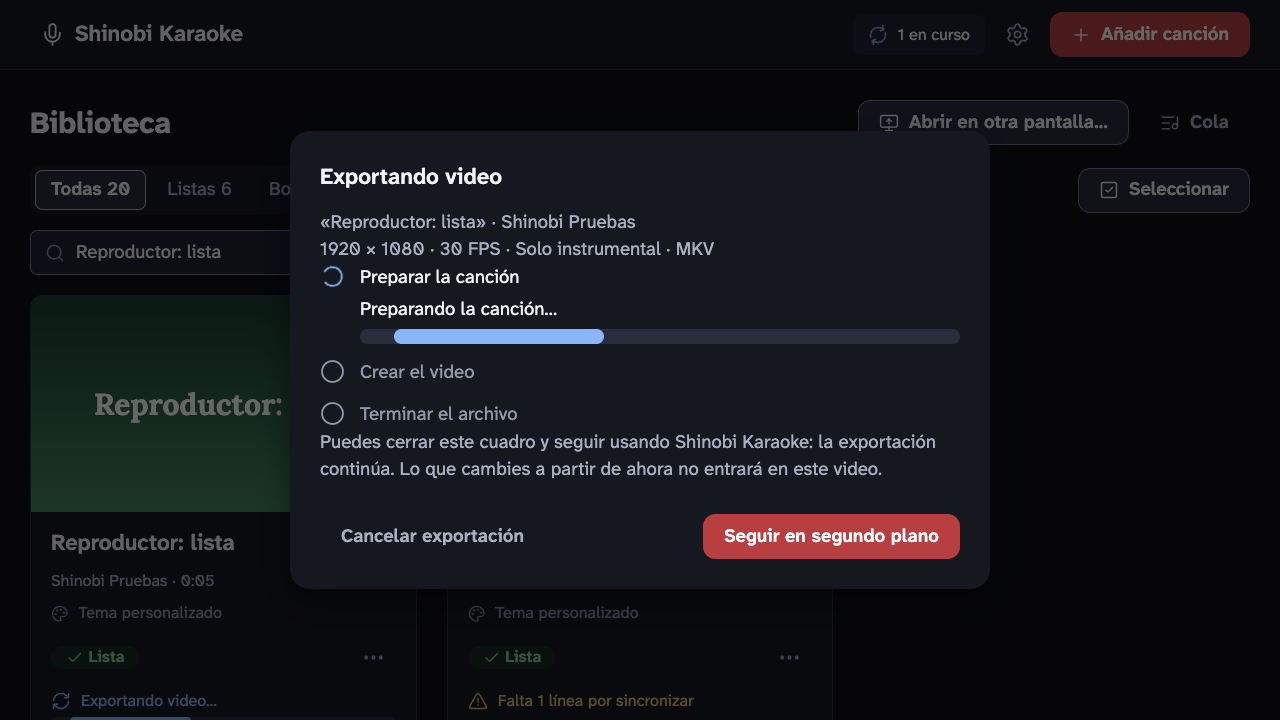 Shinobi Karaoke
1 en curso
Añadir canción
Biblioteca
Abrir en otra pantalla...
Cola
Todas 20
Listas 6
Bo
Seleccionar
Reproductor: lista
Exportando video
«Reproductor: lista» · Shinobi Pruebas
1920 × 1080 · 30 FPS · Solo instrumental · MKV
Preparar la canción
Preparando la canción...
Crear el video
Terminar el archivo
Puedes cerrar este cuadro y seguir usando Shinobi Karaoke: la exportación
continúa. Lo que cambies a partir de ahora no entrará en este video.
Cancelar exportación
Seguir en segundo plano
Reproductor:
Reproductor: lista
Shinobi Pruebas · 0:05
Tema personalizado
Lista
Exportando video...
Tema personalizado
Lista
Falta 1 línea por sincronizar